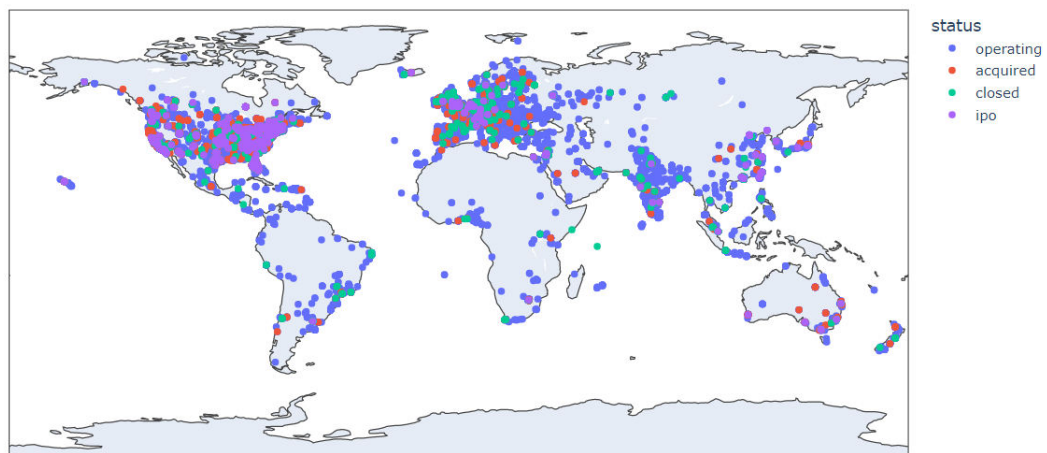 status
operating
acquired
closed
ipo